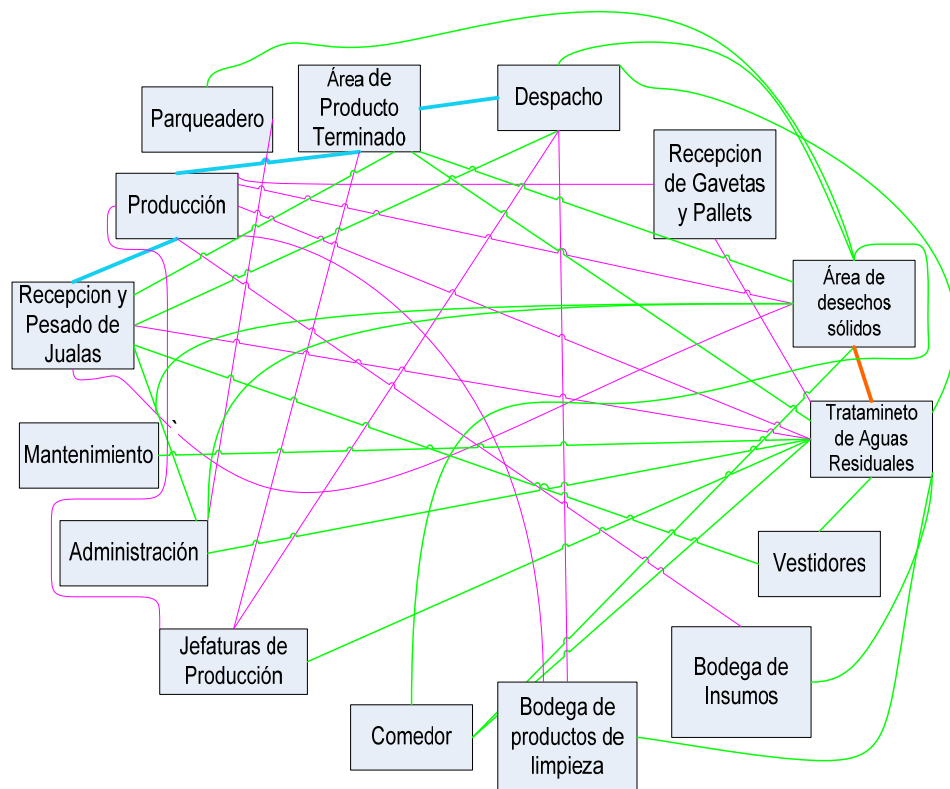 Parqueadero
Área de
Producto
Terminado
Despacho
Recepcion
de Gavetas
y Pallets
Producción
Recepcion y
Pesado de
Jualas
Área de
desechos
sólidos
Mantenimiento
Tratamineto
de Aguas
Residuales
Administración
Vestidores
Jefaturas de
Producción
Bodega de
Insumos
Comedor
Bodega de
productos de
limpieza